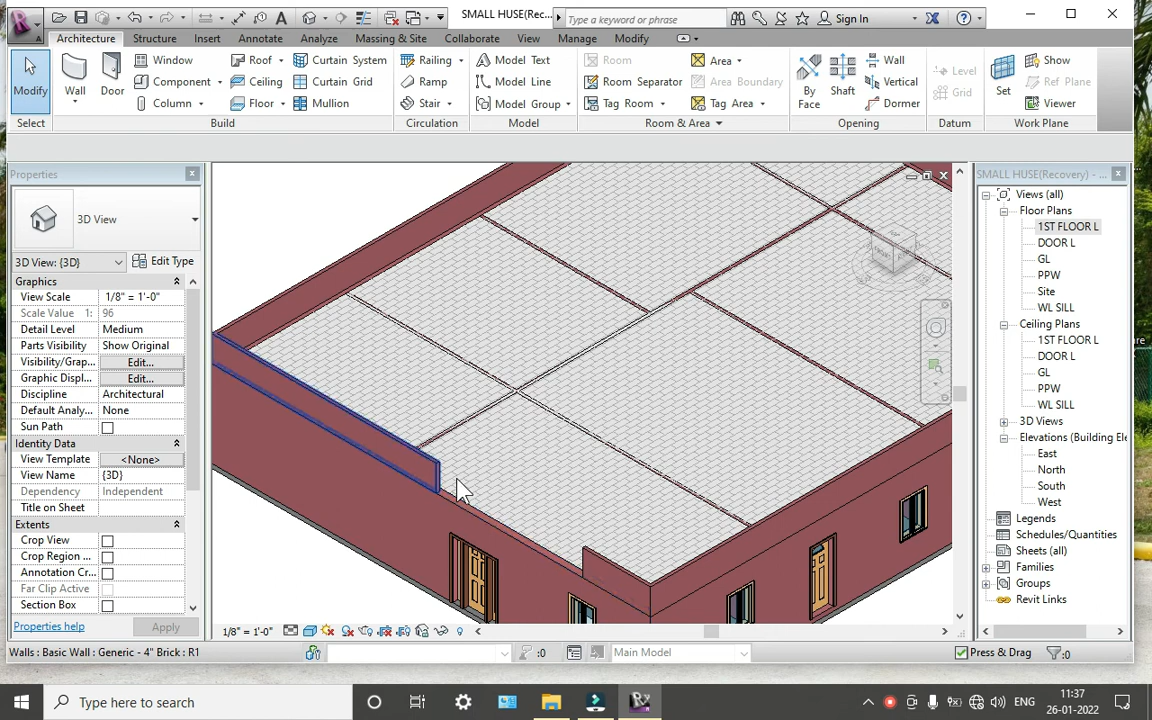 SMALL HUSE(Rec...
Type a keyword or phrase
Sign In
Architecture
Structure
Insert
Annotate
Analyze
Massing & Site
Collaborate
View
Manage
Modify
Modify
Wall
Door
Window
Component
Column
Roof
Ceiling
Floor
Curtain System
Curtain Grid
Mullion
Railing
Ramp
Stair
Model Text
Model Line
Model Group
Room
Room Separator
Tag Room
Area
Area Boundary
Tag Area
By Face
Shaft
Wall
Vertical
Dormer
Level
Grid
Set
Show
Ref Plane
Viewer
Select
Build
Circulation
Model
Room & Area
Opening
Datum
Work Plane
Properties
3D View
3D View: {3D}
Edit Type
Graphics
View Scale 1/8" = 1'-0"
Scale Value 1: 96
Detail Level Medium
Parts Visibility Show Original
Visibility/Grap... Edit...
Graphic Displ... Edit...
Discipline Architectural
Default Analy... None
Sun Path
Identity Data
View Template <None>
View Name {3D}
Dependency Independent
Title on Sheet
Extents
Crop View
Crop Region ...
Annotation Cr...
Far Clip Active
Section Box
Properties help
Apply
SMALL HUSE(Recovery) - ...
Views (all)
Floor Plans
1ST FLOOR L
DOOR L
GL
PPW
Site
WL SILL
Ceiling Plans
1ST FLOOR L
DOOR L
GL
PPW
WL SILL
3D Views
Elevations (Building Ele
East
North
South
West
Legends
Schedules/Quantities
Sheets (all)
Families
Groups
Revit Links
1/8" = 1'-0"
Walls : Basic Wall : Generic - 4" Brick : R1
:0
Main Model
Press & Drag
:0
Type here to search
ENG
11:37
26-01-2022